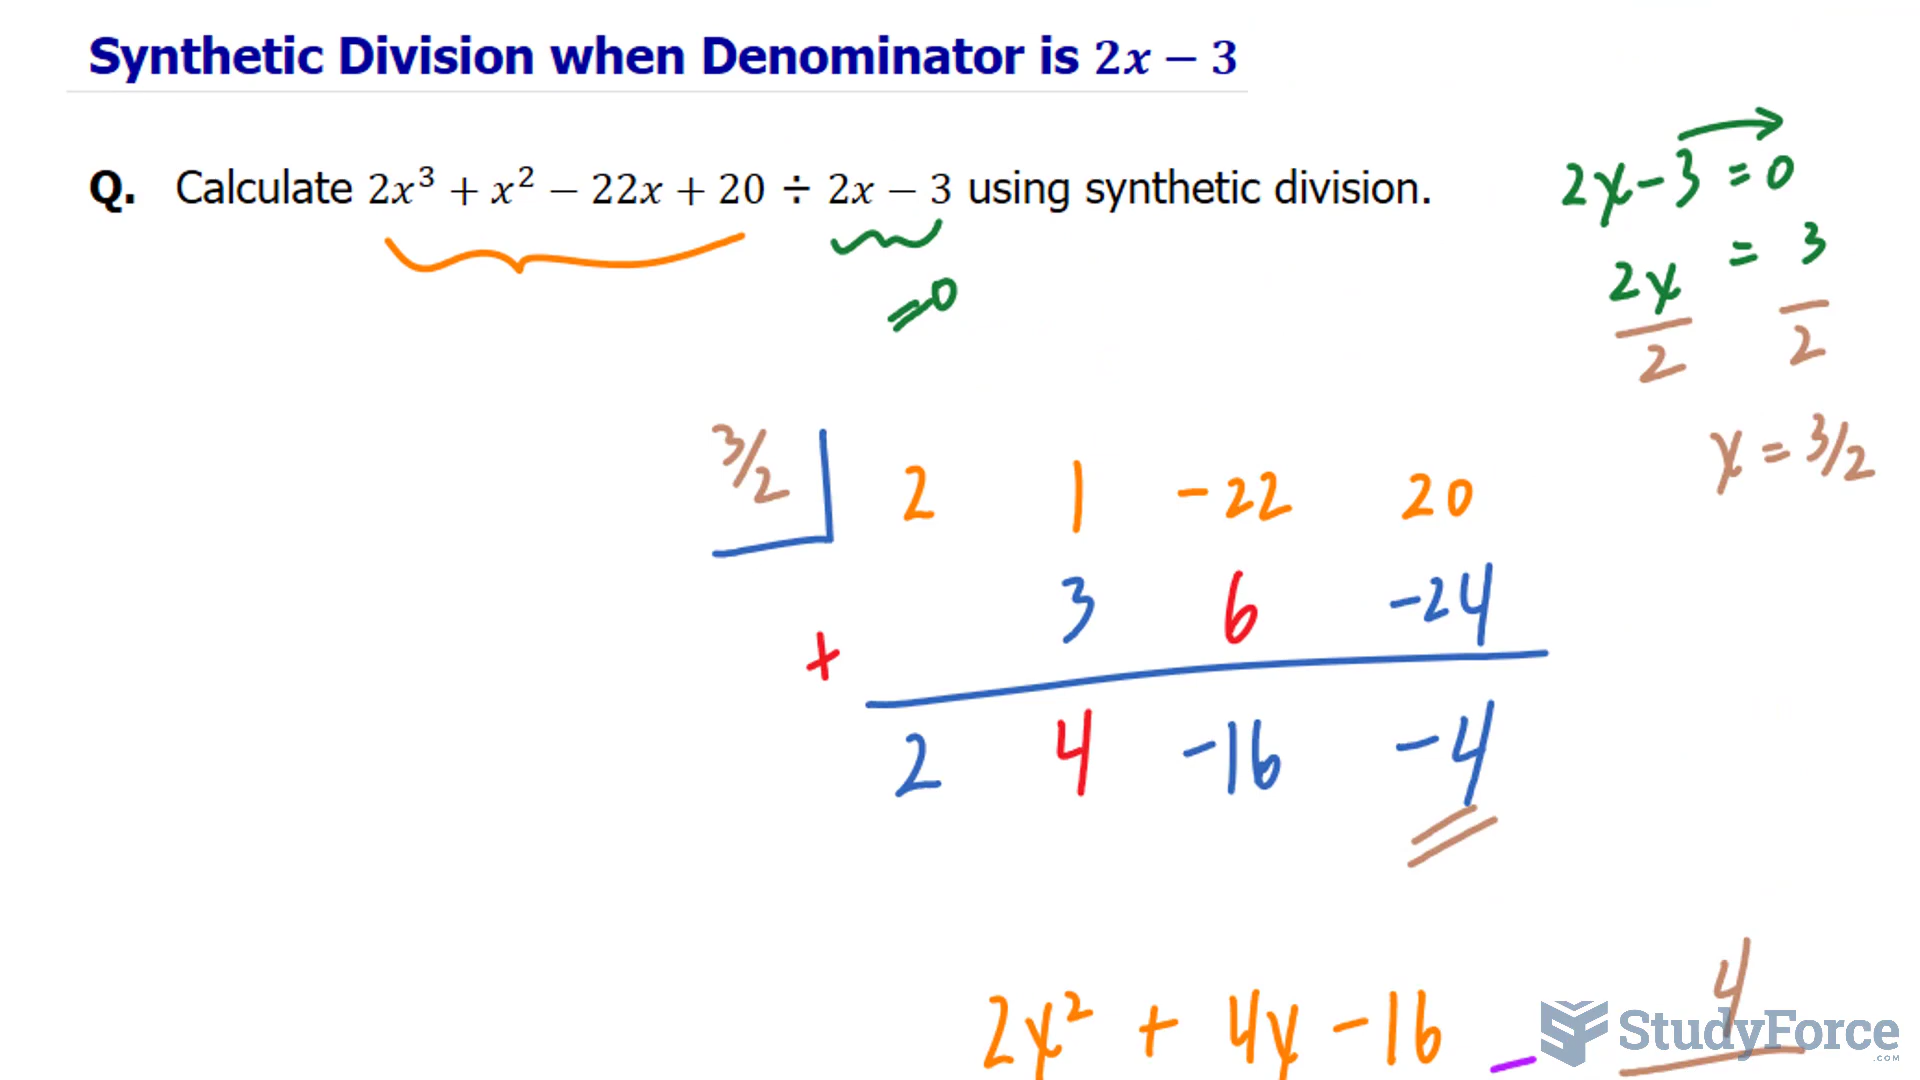 Synthetic Division when Denominator is 2x − 3
Q. Calculate 2x³ + x² − 22x + 20 ÷ 2x − 3 using synthetic division.
=0
2x-3 = 0
2x = 3
2 2
x = 3/2
3/2 2 1 -22 20
+ 3 6 -24
2 4 -16 -4
2x² + 4x - 16 - 4
StudyForce
.COM